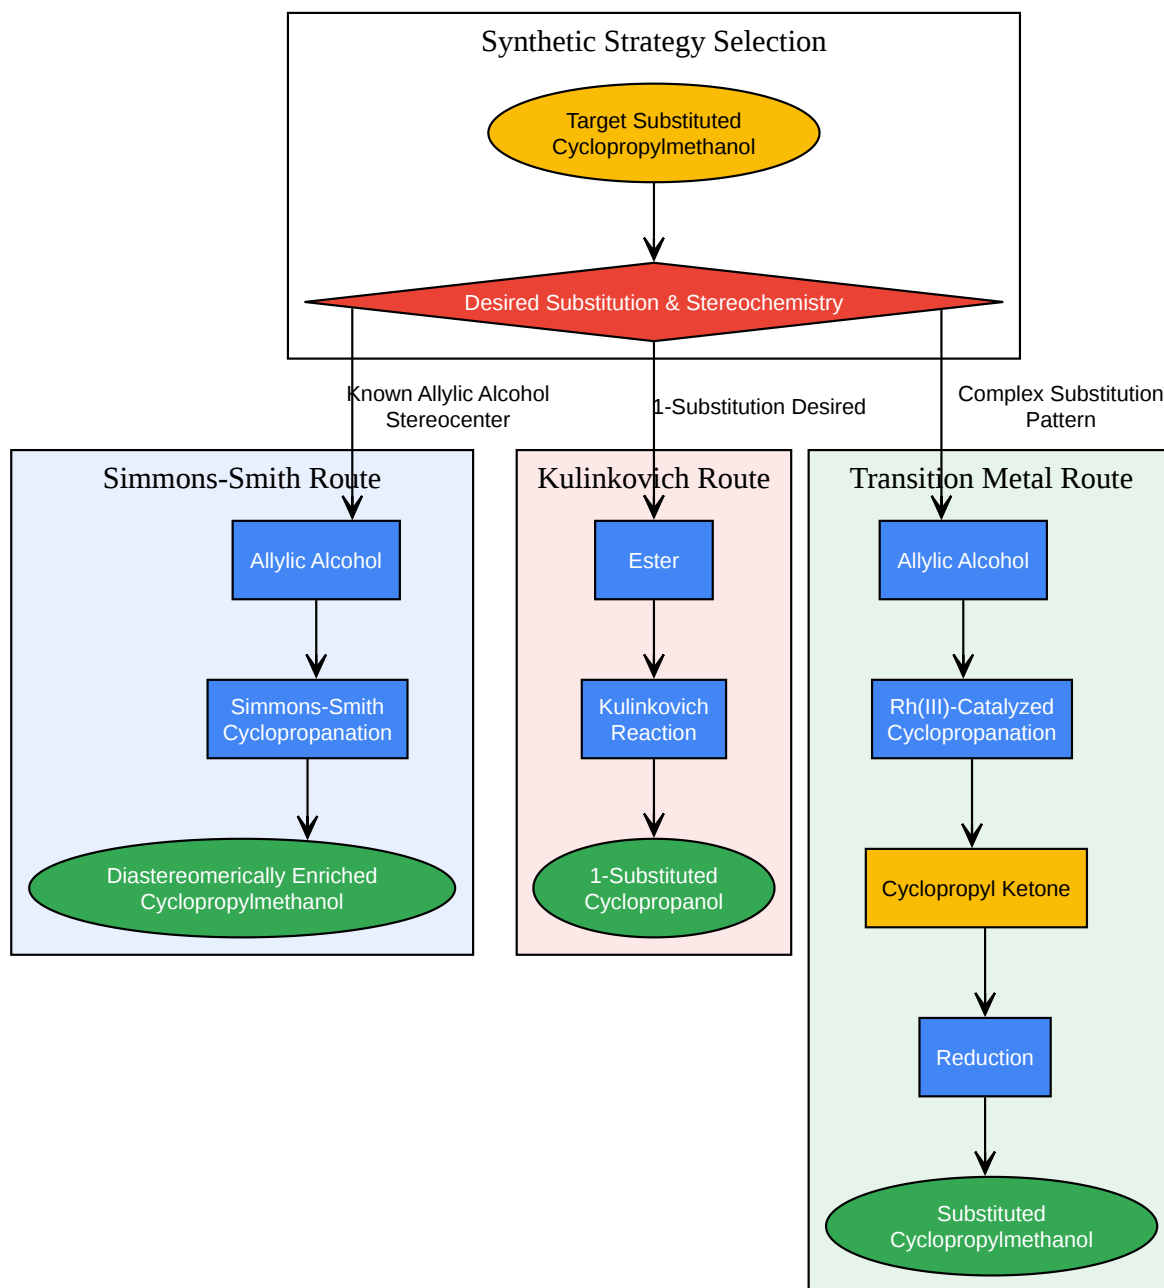 Synthetic Strategy Selection
Target Substituted
Cyclopropylmethanol
Desired Substitution & Stereochemistry
Known Allylic Alcohol
Stereocenter
1-Substitution Desired
Complex Substitution
Pattern
Simmons-Smith Route
Allylic Alcohol
Simmons-Smith
Cyclopropanation
Diastereomerically Enriched
Cyclopropylmethanol
Kulinkovich Route
Ester
Kulinkovich
Reaction
1-Substituted
Cyclopropanol
Transition Metal Route
Allylic Alcohol
Rh(III)-Catalyzed
Cyclopropanation
Cyclopropyl Ketone
Reduction
Substituted
Cyclopropylmethanol